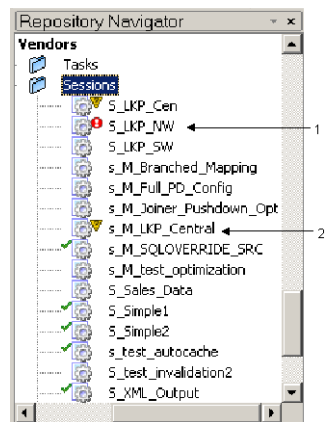 Repository Navigator
Vendors
Tasks
Sessions
S_LKP_Cen
S_LKP_NW
1
S_LKP_SW
s_M_Branched_Mapping
s_M_Full_PD_Config
s_M_Joiner_Pushdown_Opt
s_M_LKP_Central
2
s_M_SQLOVERRIDE_SRC
s_M_test_optimization
S_Sales_Data
S_Simple1
S_Simple2
s_test_autocache
S_test_invalidation2
S_XML_Output